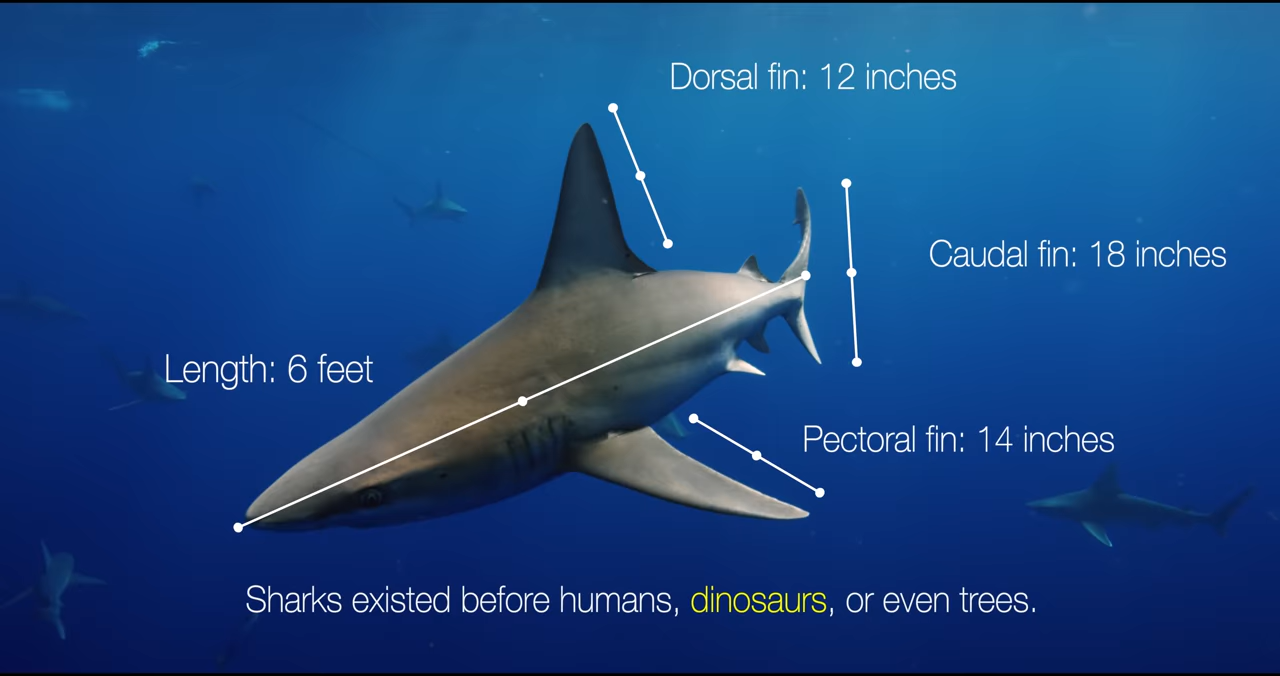 Dorsal fin: 12 inches
Caudal fin: 18 inches
Length: 6 feet
Pectoral fin: 14 inches
Sharks existed before humans, dinosaurs, or even trees.